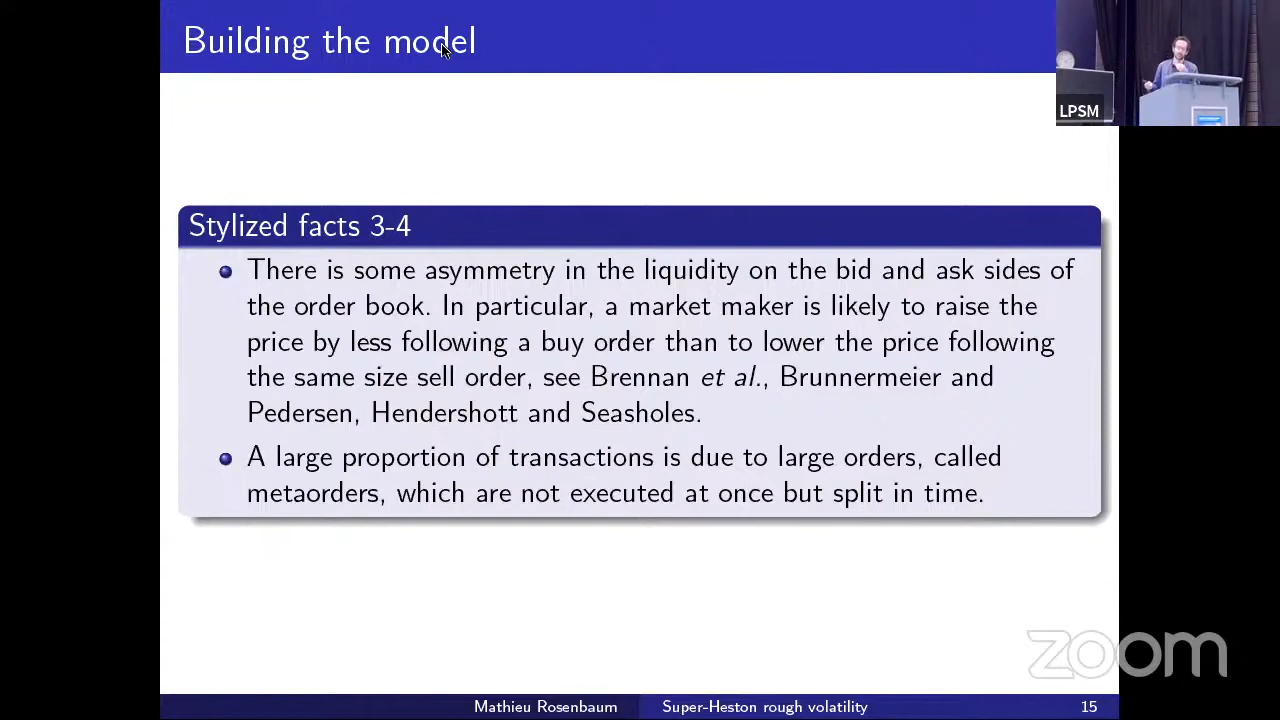 Building the model
LPSM
Stylized facts 3-4
There is some asymmetry in the liquidity on the bid and ask sides of
the order book. In particular, a market maker is likely to raise the
price by less following a buy order than to lower the price following
the same size sell order, see Brennan et al., Brunnermeier and
Pedersen, Hendershott and Seasholes.
A large proportion of transactions is due to large orders, called
metaorders, which are not executed at once but split in time.
zoom
Mathieu Rosenbaum Super-Heston rough volatility 15